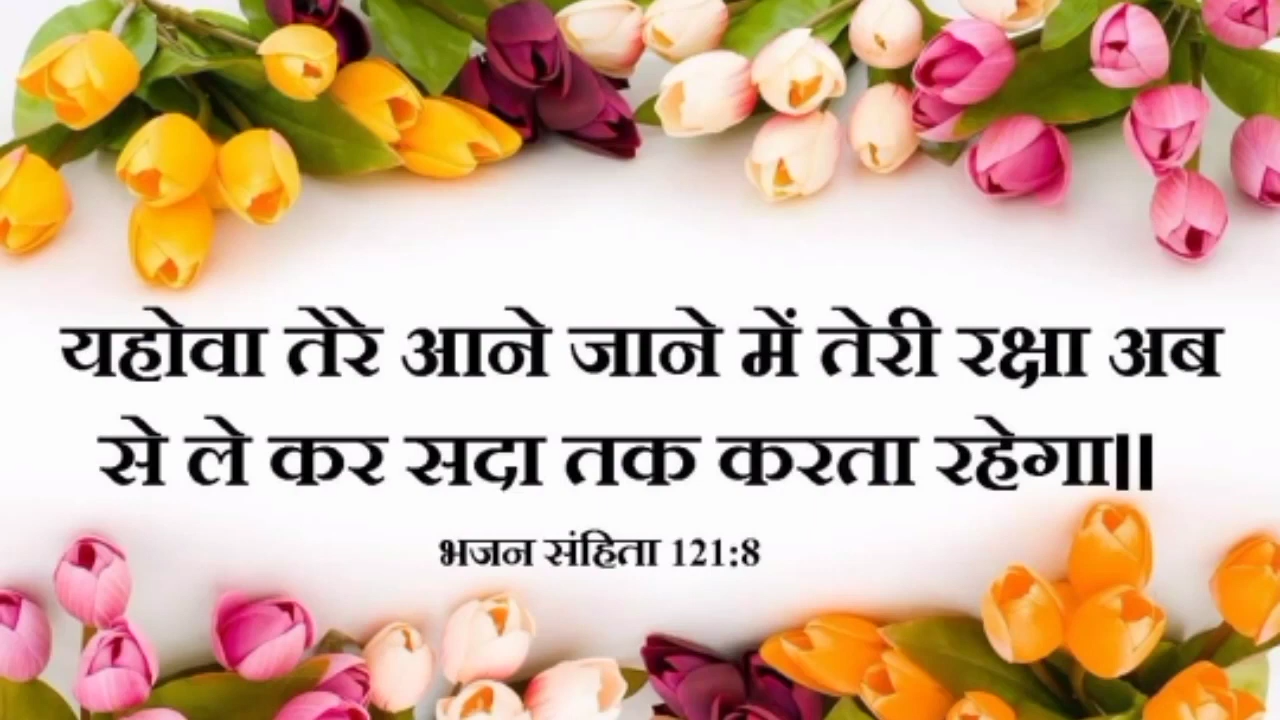 यहोवा तेरे आने जाने में तेरी रक्षा अब
से ले कर सदा तक करता रहेगा॥
भजन संहिता 121:8